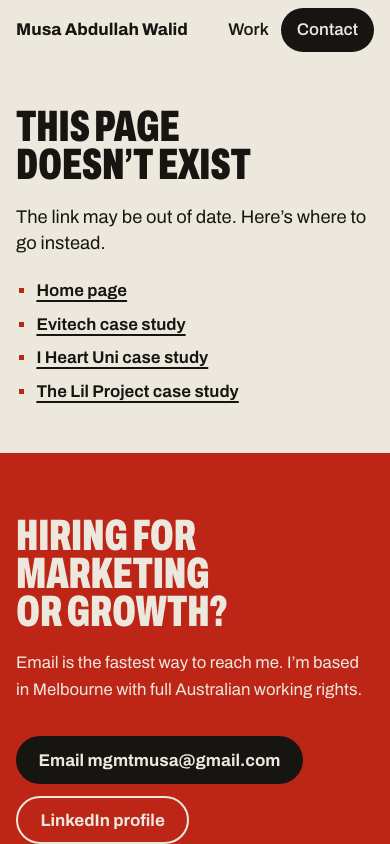 Musa Abdullah Walid
Work
Contact
THIS PAGE
DOESN’T EXIST
The link may be out of date. Here’s where to
go instead.
Home page
Evitech case study
I Heart Uni case study
The Lil Project case study
HIRING FOR
MARKETING
OR GROWTH?
Email is the fastest way to reach me. I’m based
in Melbourne with full Australian working rights.
Email mgmtmusa@gmail.com
LinkedIn profile